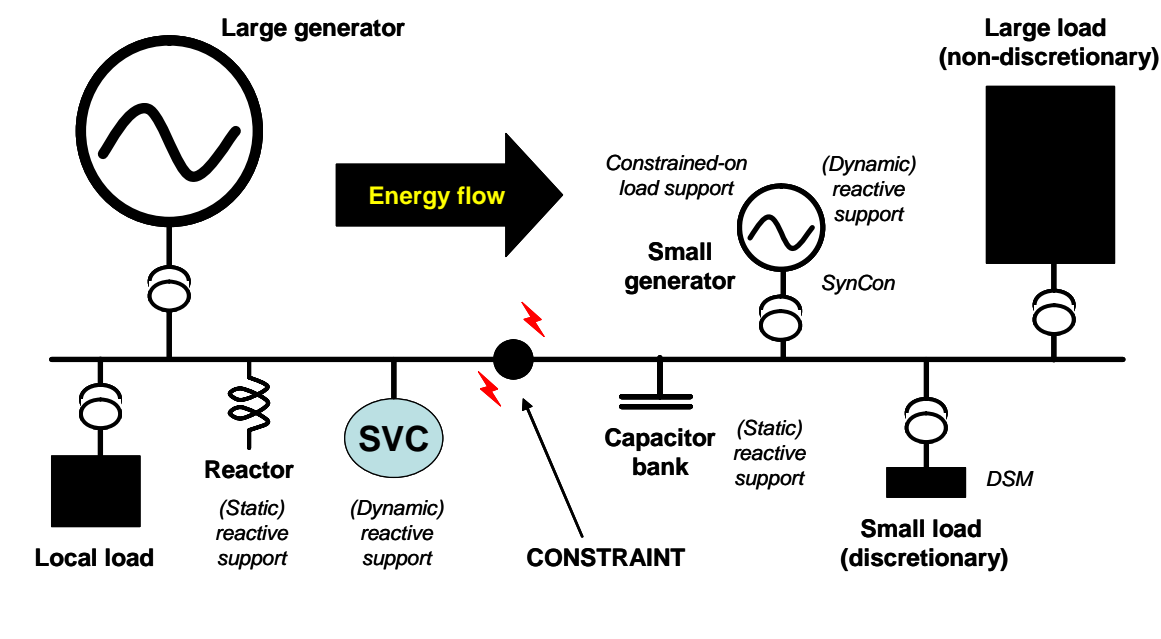 Large generator
Large load
(non-discretionary)
Energy flow
Constrained-on
load support
(Dynamic)
reactive
support
Small
generator
SynCon
SVC
Reactor
(Static)
reactive
support
(Dynamic)
reactive
support
Local load
CONSTRAINT
Capacitor
bank
(Static)
reactive
support
DSM
Small load
(discretionary)